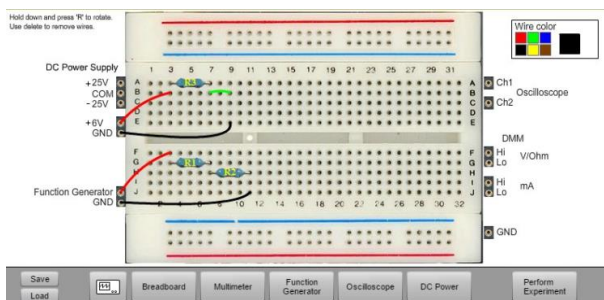 Hold down and press 'R' to rotate.
Use delete to remove wires.
Wire color
DC Power Supply
+25V
COM
-25V
+6V
GND
1 3 5 7 9 11 13 15 17 19 21 23 25 27 29 31
A
B
C
D
E
R3
A
B
C
D
E
Ch1
Ch2
Oscilloscope
DMM
F
G
H
I
J
R1
R2
F
G
H
I
J
Hi
Lo
V/Ohm
Hi
Lo
mA
Function Generator
GND
2 4 6 8 10 12 14 16 18 20 22 24 26 28 30 32
GND
Save
Load
Breadboard
Multimeter
Function
Generator
Oscilloscope
DC Power
Perform
Experiment